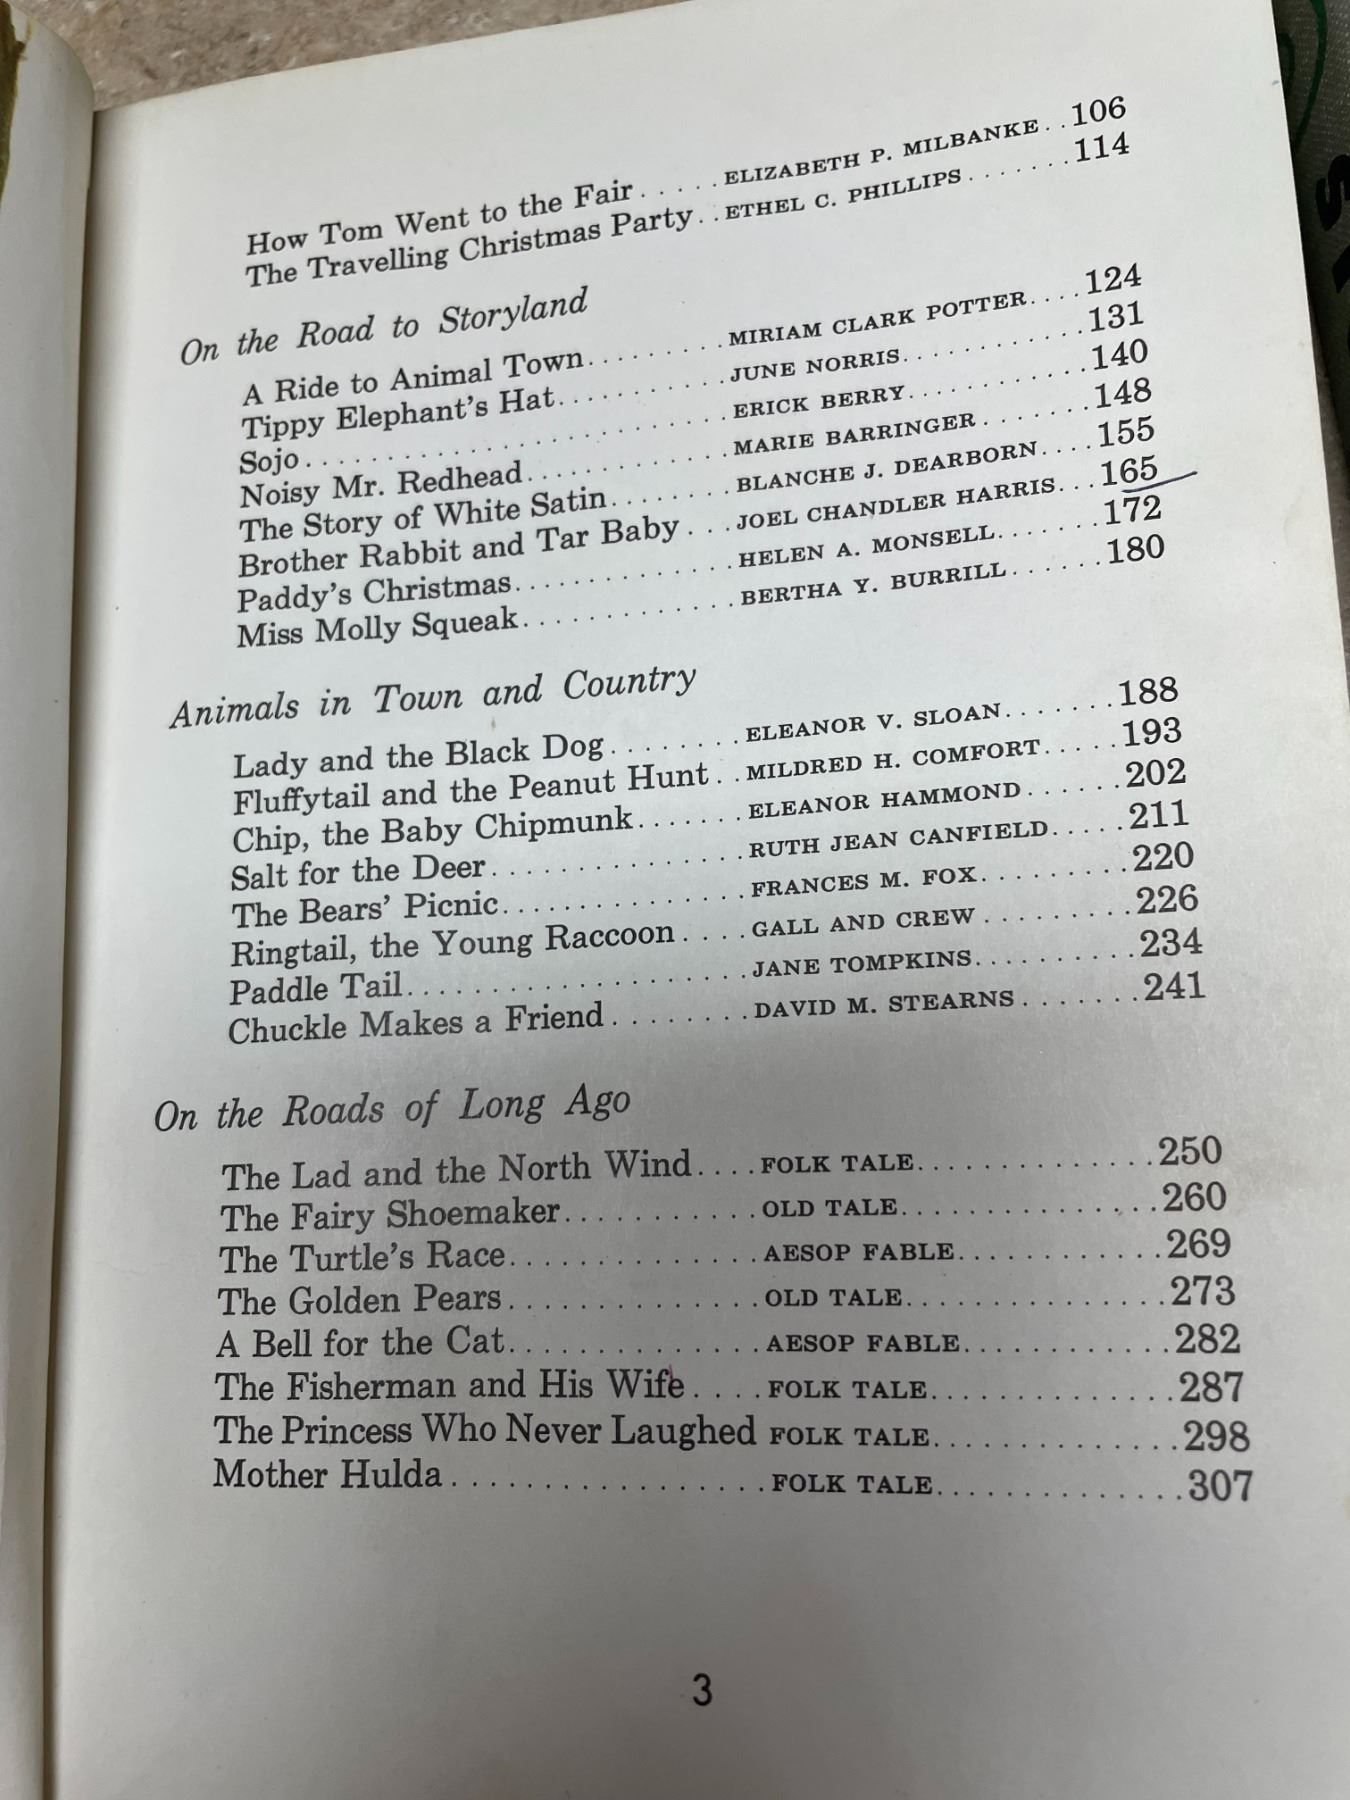 How Tom Went to the Fair . . . . . ELIZABETH P. MILBANKE . . 106
The Travelling Christmas Party . . ETHEL C. PHILLIPS . . . . . . . 114
On the Road to Storyland
A Ride to Animal Town . . . . . . . . . MIRIAM CLARK POTTER . . . . 124
Tippy Elephant's Hat . . . . . . . . . . . JUNE NORRIS . . . . . . . . . . . 131
Sojo . . . . . . . . . . . . . . . . . . . . . . . ERICK BERRY . . . . . . . . . . . 140
Noisy Mr. Redhead . . . . . . . . . . . . MARIE BARRINGER . . . . . . . 148
The Story of White Satin . . . . . . . . BLANCHE J. DEARBORN . . . . 155
Brother Rabbit and Tar Baby . . . JOEL CHANDLER HARRIS . . . 165
Paddy's Christmas . . . . . . . . . . . . . HELEN A. MONSELL . . . . . . . 172
Miss Molly Squeak . . . . . . . . . . . . . BERTHA Y. BURRILL . . . . . . 180
Animals in Town and Country
Lady and the Black Dog . . . . . . . . ELEANOR V. SLOAN . . . . . . . 188
Fluffytail and the Peanut Hunt . . MILDRED H. COMFORT . . . . . 193
Chip, the Baby Chipmunk . . . . . . . ELEANOR HAMMOND . . . . . . 202
Salt for the Deer . . . . . . . . . . . . . . RUTH JEAN CANFIELD . . . . . 211
The Bears' Picnic . . . . . . . . . . . . . . FRANCES M. FOX . . . . . . . . . 220
Ringtail, the Young Raccoon . . . . GALL AND CREW . . . . . . . . . 226
Paddle Tail . . . . . . . . . . . . . . . . . . . JANE TOMPKINS . . . . . . . . . . 234
Chuckle Makes a Friend . . . . . . . . DAVID M. STEARNS . . . . . . . 241
On the Roads of Long Ago
The Lad and the North Wind . . . . FOLK TALE . . . . . . . . . . . . . . 250
The Fairy Shoemaker . . . . . . . . . . . OLD TALE . . . . . . . . . . . . . . . 260
The Turtle's Race . . . . . . . . . . . . . . AESOP FABLE . . . . . . . . . . . . 269
The Golden Pears . . . . . . . . . . . . . . OLD TALE . . . . . . . . . . . . . . . 273
A Bell for the Cat . . . . . . . . . . . . . . AESOP FABLE . . . . . . . . . . . . 282
The Fisherman and His Wife . . . . FOLK TALE . . . . . . . . . . . . . . 287
The Princess Who Never Laughed FOLK TALE . . . . . . . . . . . . . . 298
Mother Hulda . . . . . . . . . . . . . . . . . FOLK TALE . . . . . . . . . . . . . . 307
3